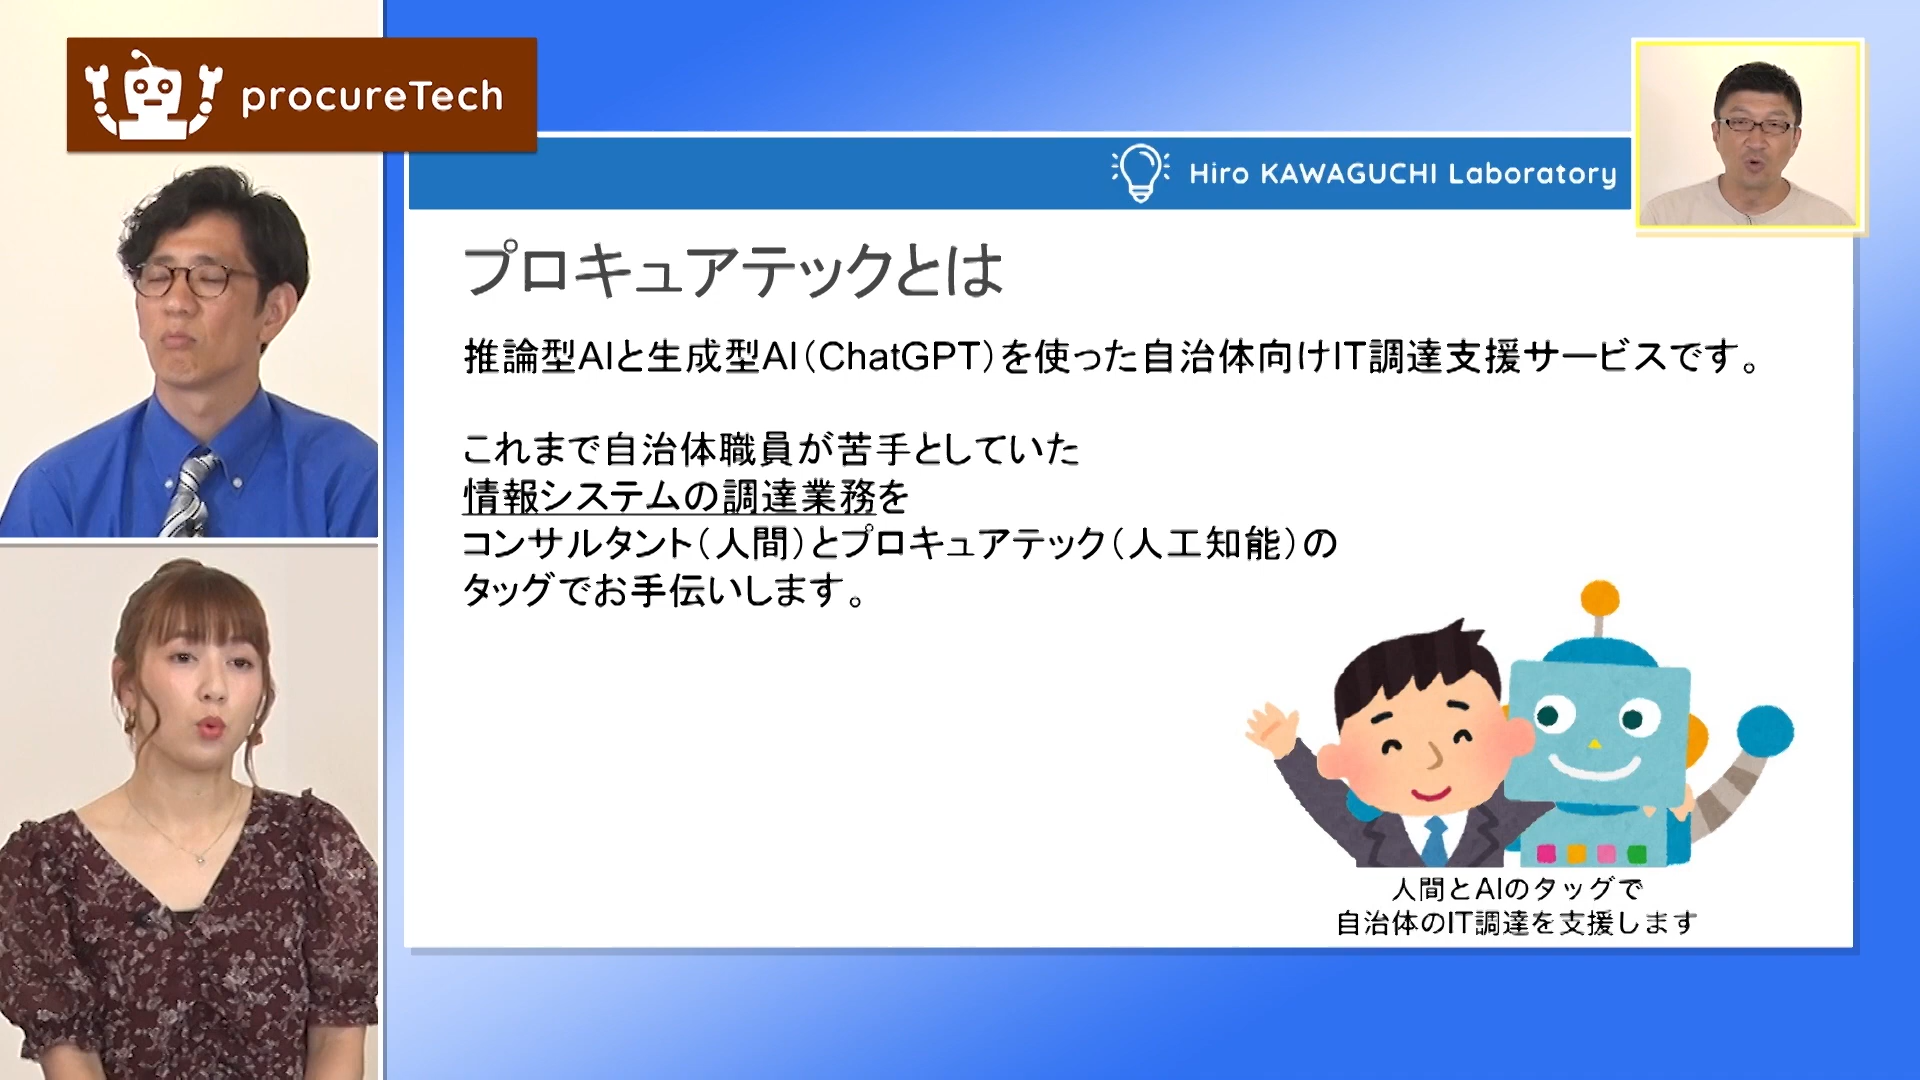 procureTech
Hiro KAWAGUCHI Laboratory
プロキュアテックとは
推論型AIと生成型AI（ChatGPT）を使った自治体向けIT調達支援サービスです。
これまで自治体職員が苦手としていた
情報システムの調達業務を
コンサルタント（人間）とプロキュアテック（人工知能）の
タッグでお手伝いします。
人間とAIのタッグで
自治体のIT調達を支援します